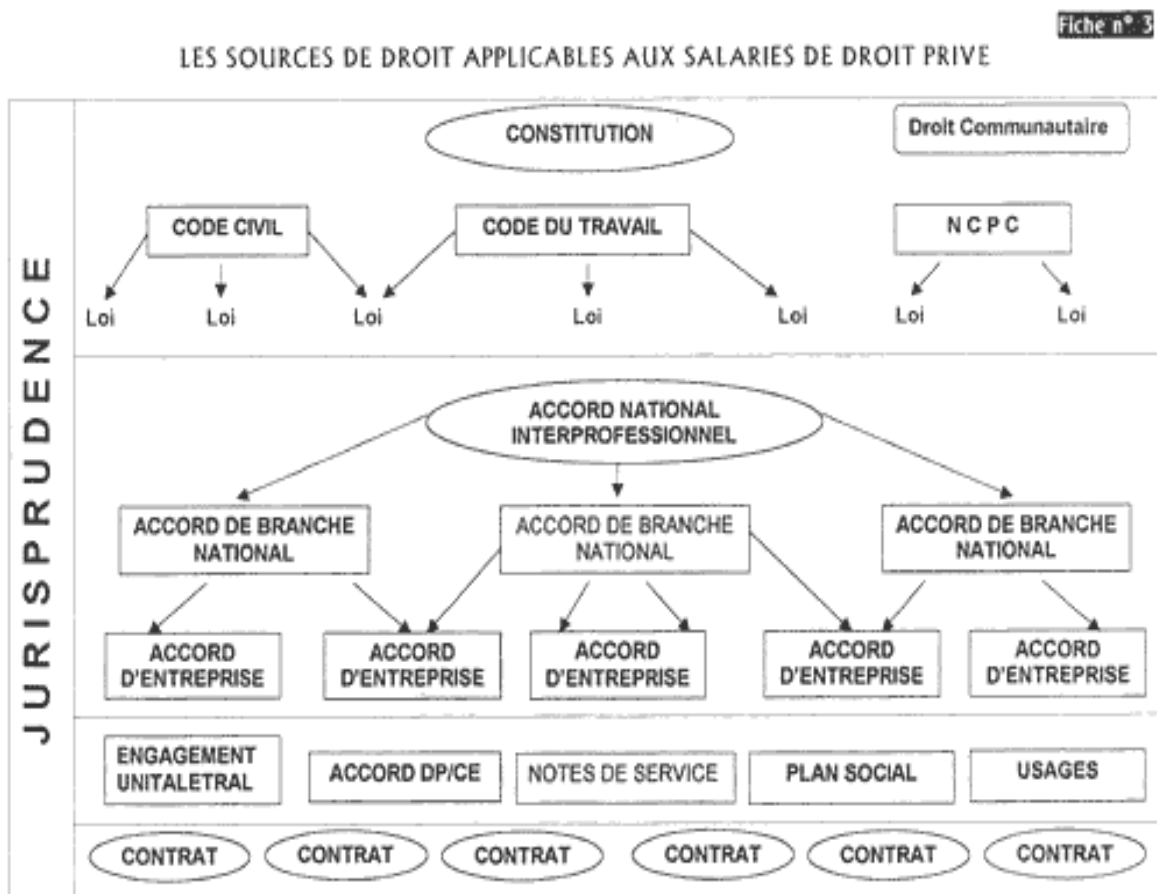 Fiche n° 3
LES SOURCES DE DROIT APPLICABLES AUX SALARIES DE DROIT PRIVE
JURISPRUDENCE
CONSTITUTION
Droit Communautaire
CODE CIVIL
CODE DU TRAVAIL
N C P C
Loi
Loi
Loi
Loi
Loi
Loi
Loi
ACCORD NATIONAL
INTERPROFESSIONNEL
ACCORD DE BRANCHE
NATIONAL
ACCORD DE BRANCHE
NATIONAL
ACCORD DE BRANCHE
NATIONAL
ACCORD
D'ENTREPRISE
ACCORD
D'ENTREPRISE
ACCORD
D'ENTREPRISE
ACCORD
D'ENTREPRISE
ACCORD
D'ENTREPRISE
ENGAGEMENT
UNITALETRAL
ACCORD DP/CE
NOTES DE SERVICE
PLAN SOCIAL
USAGES
CONTRAT
CONTRAT
CONTRAT
CONTRAT
CONTRAT
CONTRAT